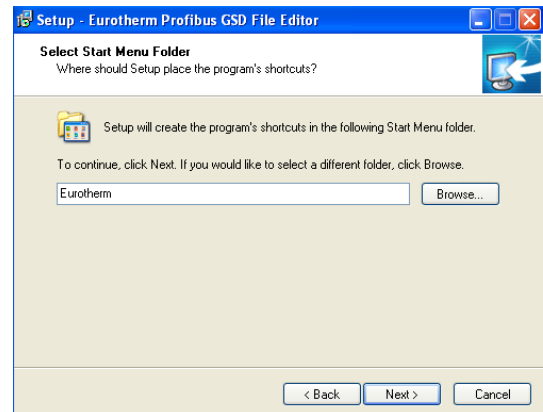 Setup - Eurotherm Profibus GSD File Editor
Select Start Menu Folder
Where should Setup place the program's shortcuts?
Setup will create the program's shortcuts in the following Start Menu folder.
To continue, click Next. If you would like to select a different folder, click Browse.
Eurotherm
Browse...
< Back
Next >
Cancel